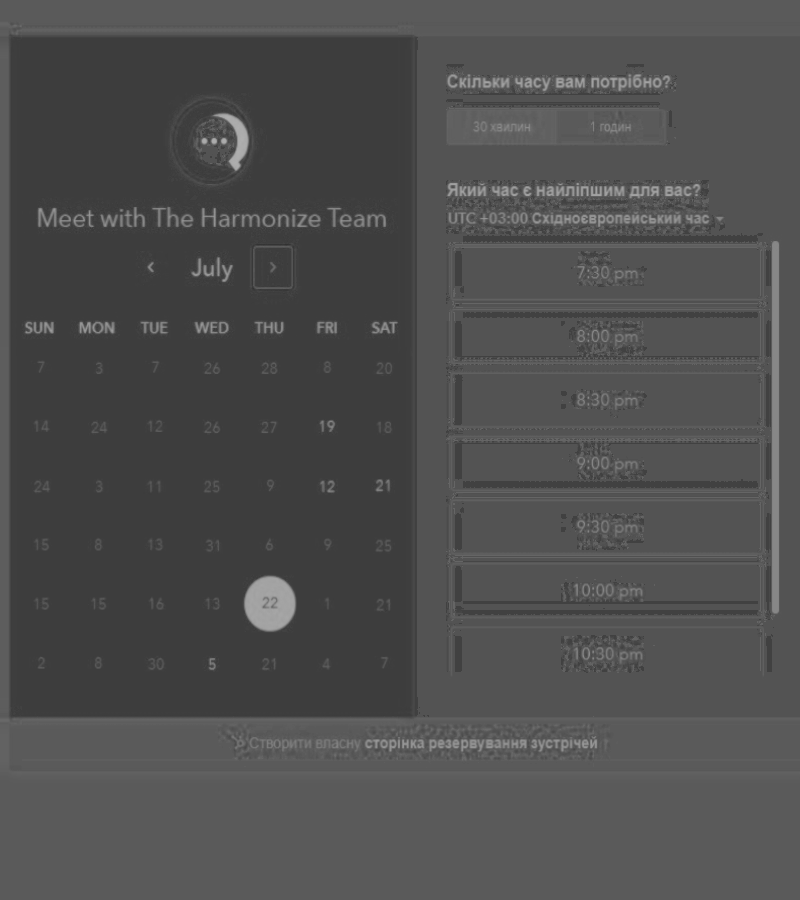 Meet with The Harmonize Team
July
SUN MON TUE WED THU FRI SAT
7 3 7 26 28 8 20
14 24 12 26 27 19 18
24 3 11 25 9 12 21
15 8 13 31 6 9 25
15 15 16 13 22 1 21
2 8 30 5 21 4 7
Скільки часу вам потрібно?
30 хвилин 1 годин
Який час є найліпшим для вас?
UTC +03:00 Східноєвропейський час
7:30 pm
8:00 pm
8:30 pm
9:00 pm
9:30 pm
10:00 pm
10:30 pm
Створити власну сторінка резервування зустрічей